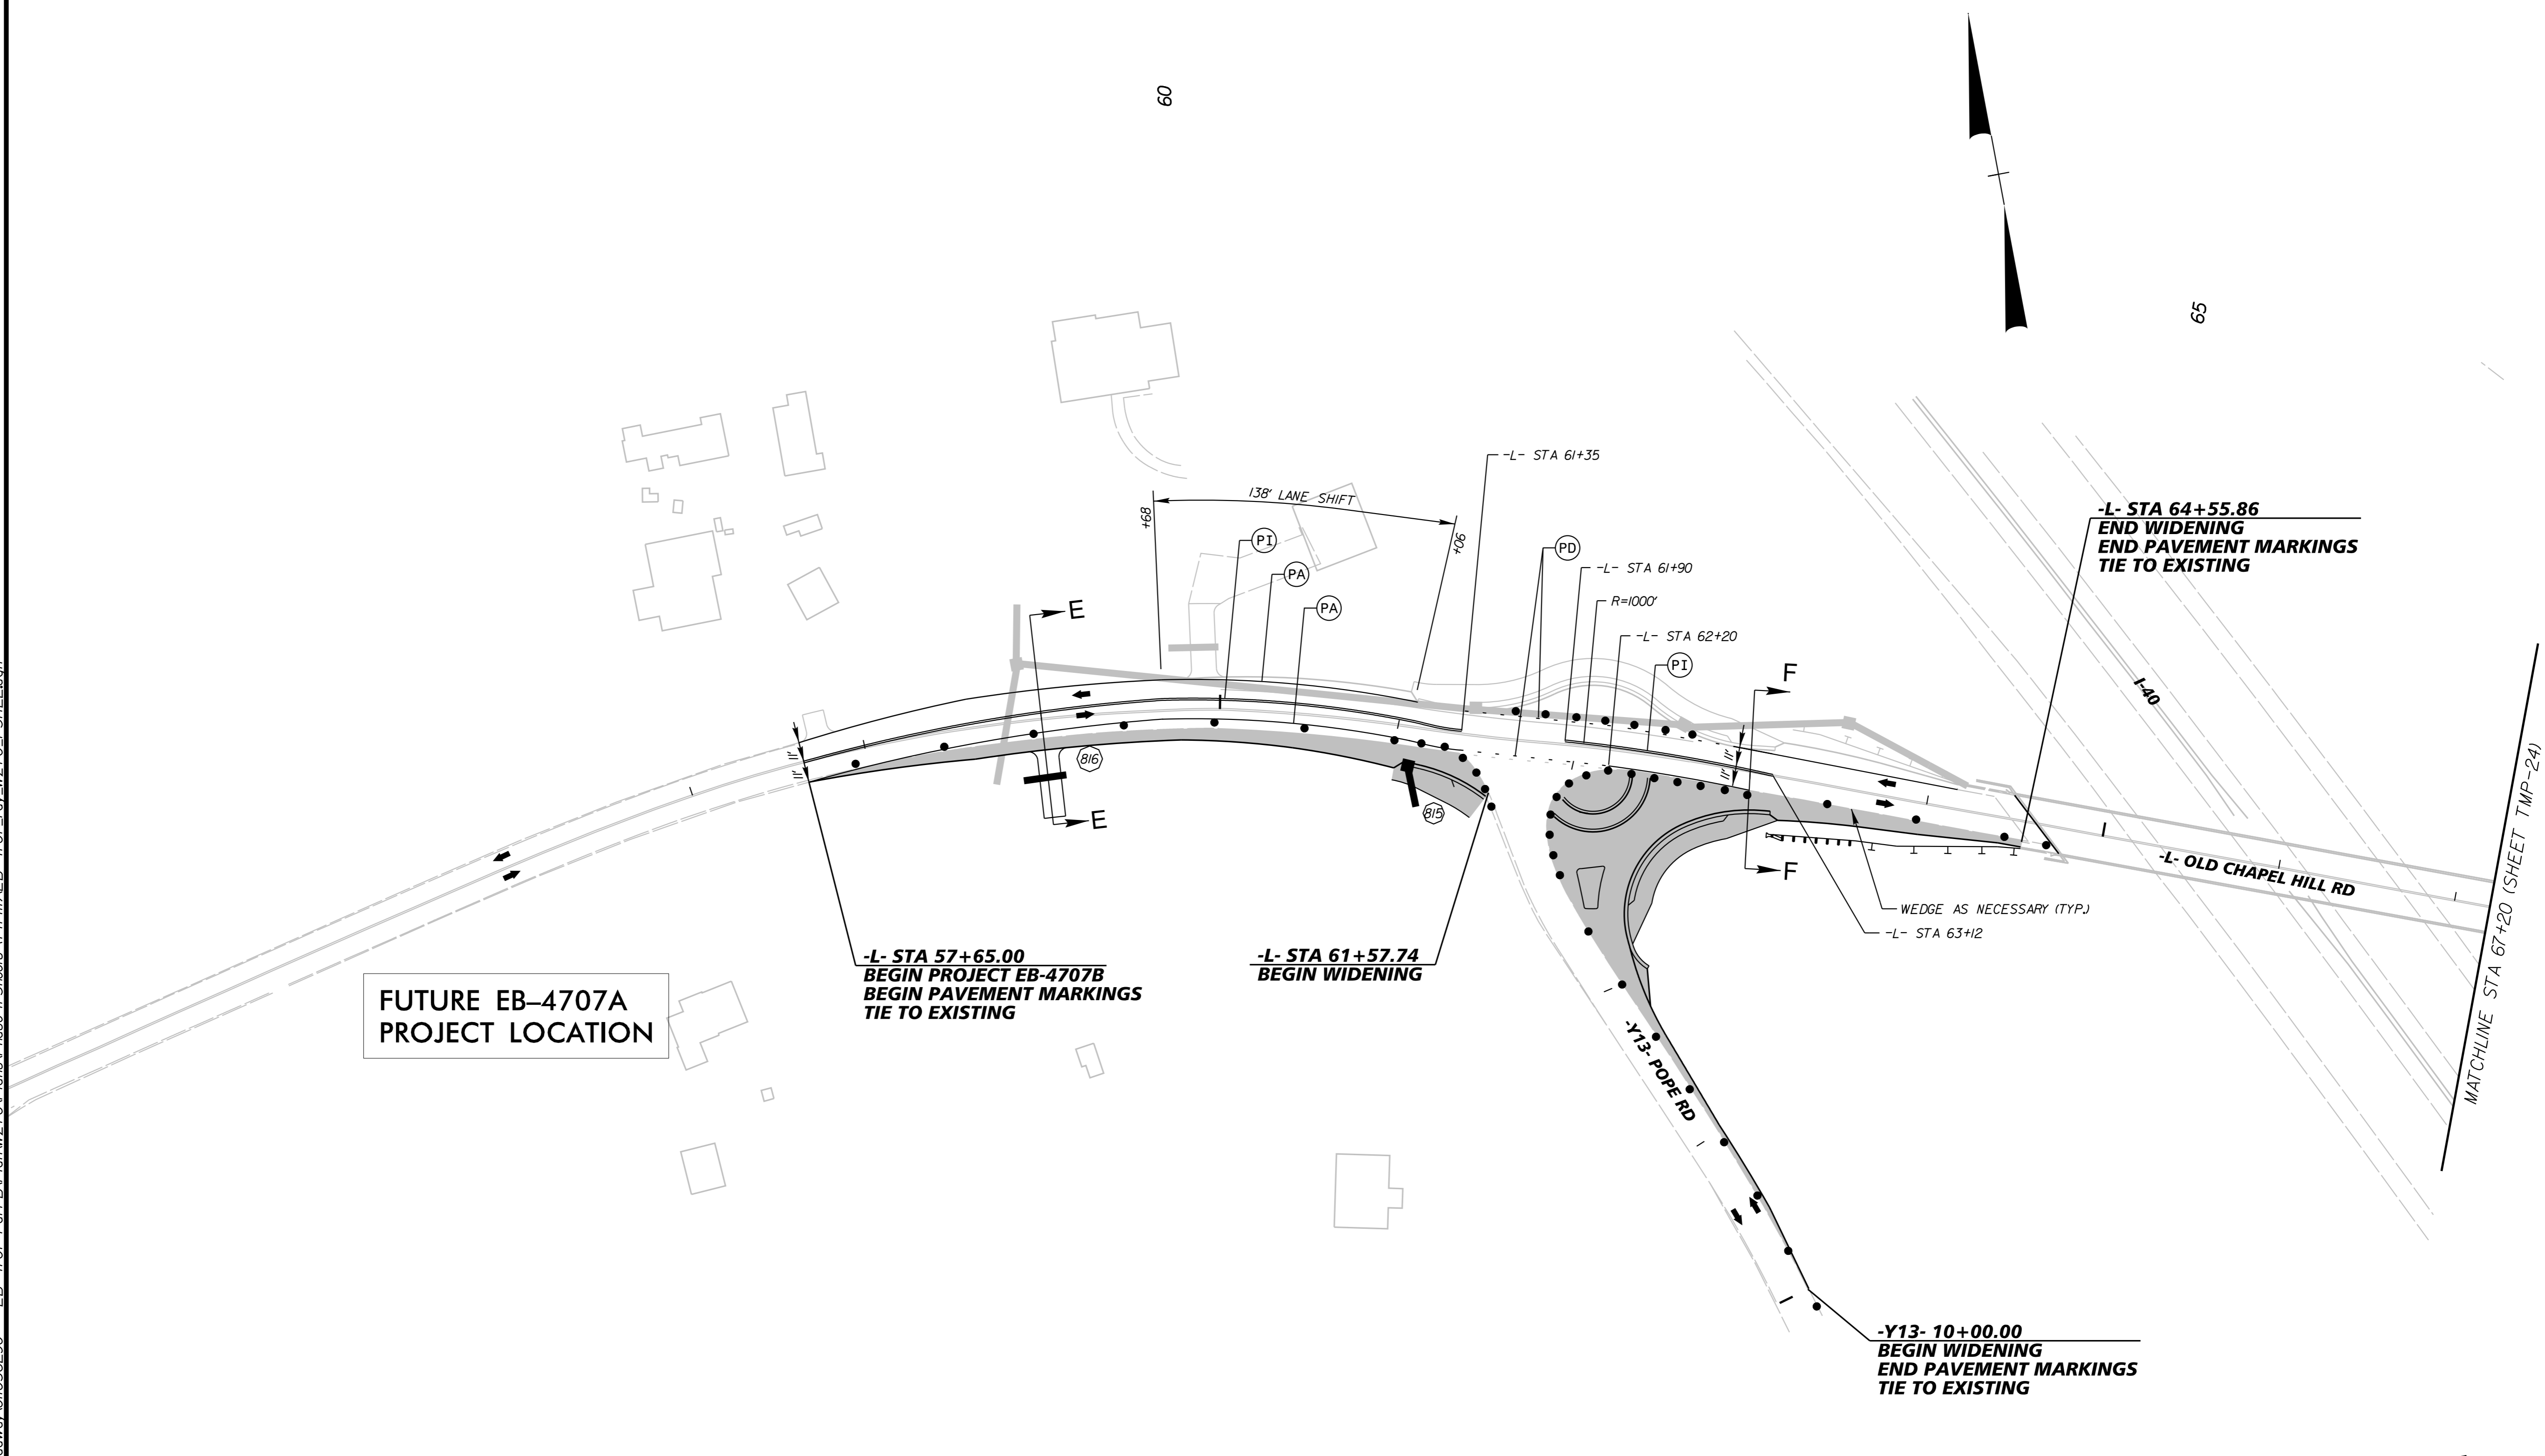 60
65
-L- STA 61+35
138' LANE SHIFT
+68
+06
-L- STA 64+55.86
END WIDENING
END PAVEMENT MARKINGS
TIE TO EXISTING
PI
PD
PA
-L- STA 61+90
R=1000'
PA
E
-L- STA 62+20
PI
F
I-40
11'
11'
11'
11'
816
815
E
F
-L- OLD CHAPEL HILL RD
MATCHLINE STA 67+20 (SHEET TMP-24)
WEDGE AS NECESSARY (TYP.)
-L- STA 63+12
-L- STA 57+65.00
BEGIN PROJECT EB-4707B
BEGIN PAVEMENT MARKINGS
TIE TO EXISTING
-L- STA 61+57.74
BEGIN WIDENING
FUTURE EB–4707A
PROJECT LOCATION
-Y13- POPE RD
-Y13- 10+00.00
BEGIN WIDENING
END PAVEMENT MARKINGS
TIE TO EXISTING